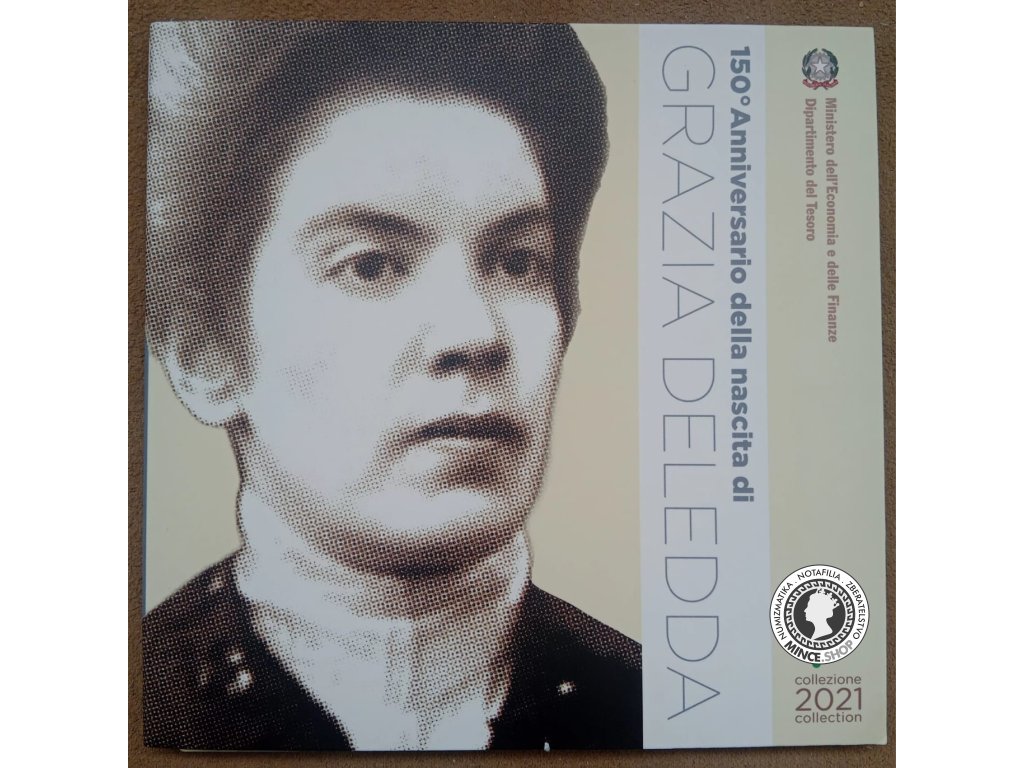 Ministero dell'Economia e delle Finanze
Dipartimento del Tesoro
150° Anniversario della nascita di
GRAZIA DELEDDA
NUMIZMATIKA . NOTAFILIA . ZBERATELSTVO
MINCE.SHOP
collezione
2021
collection